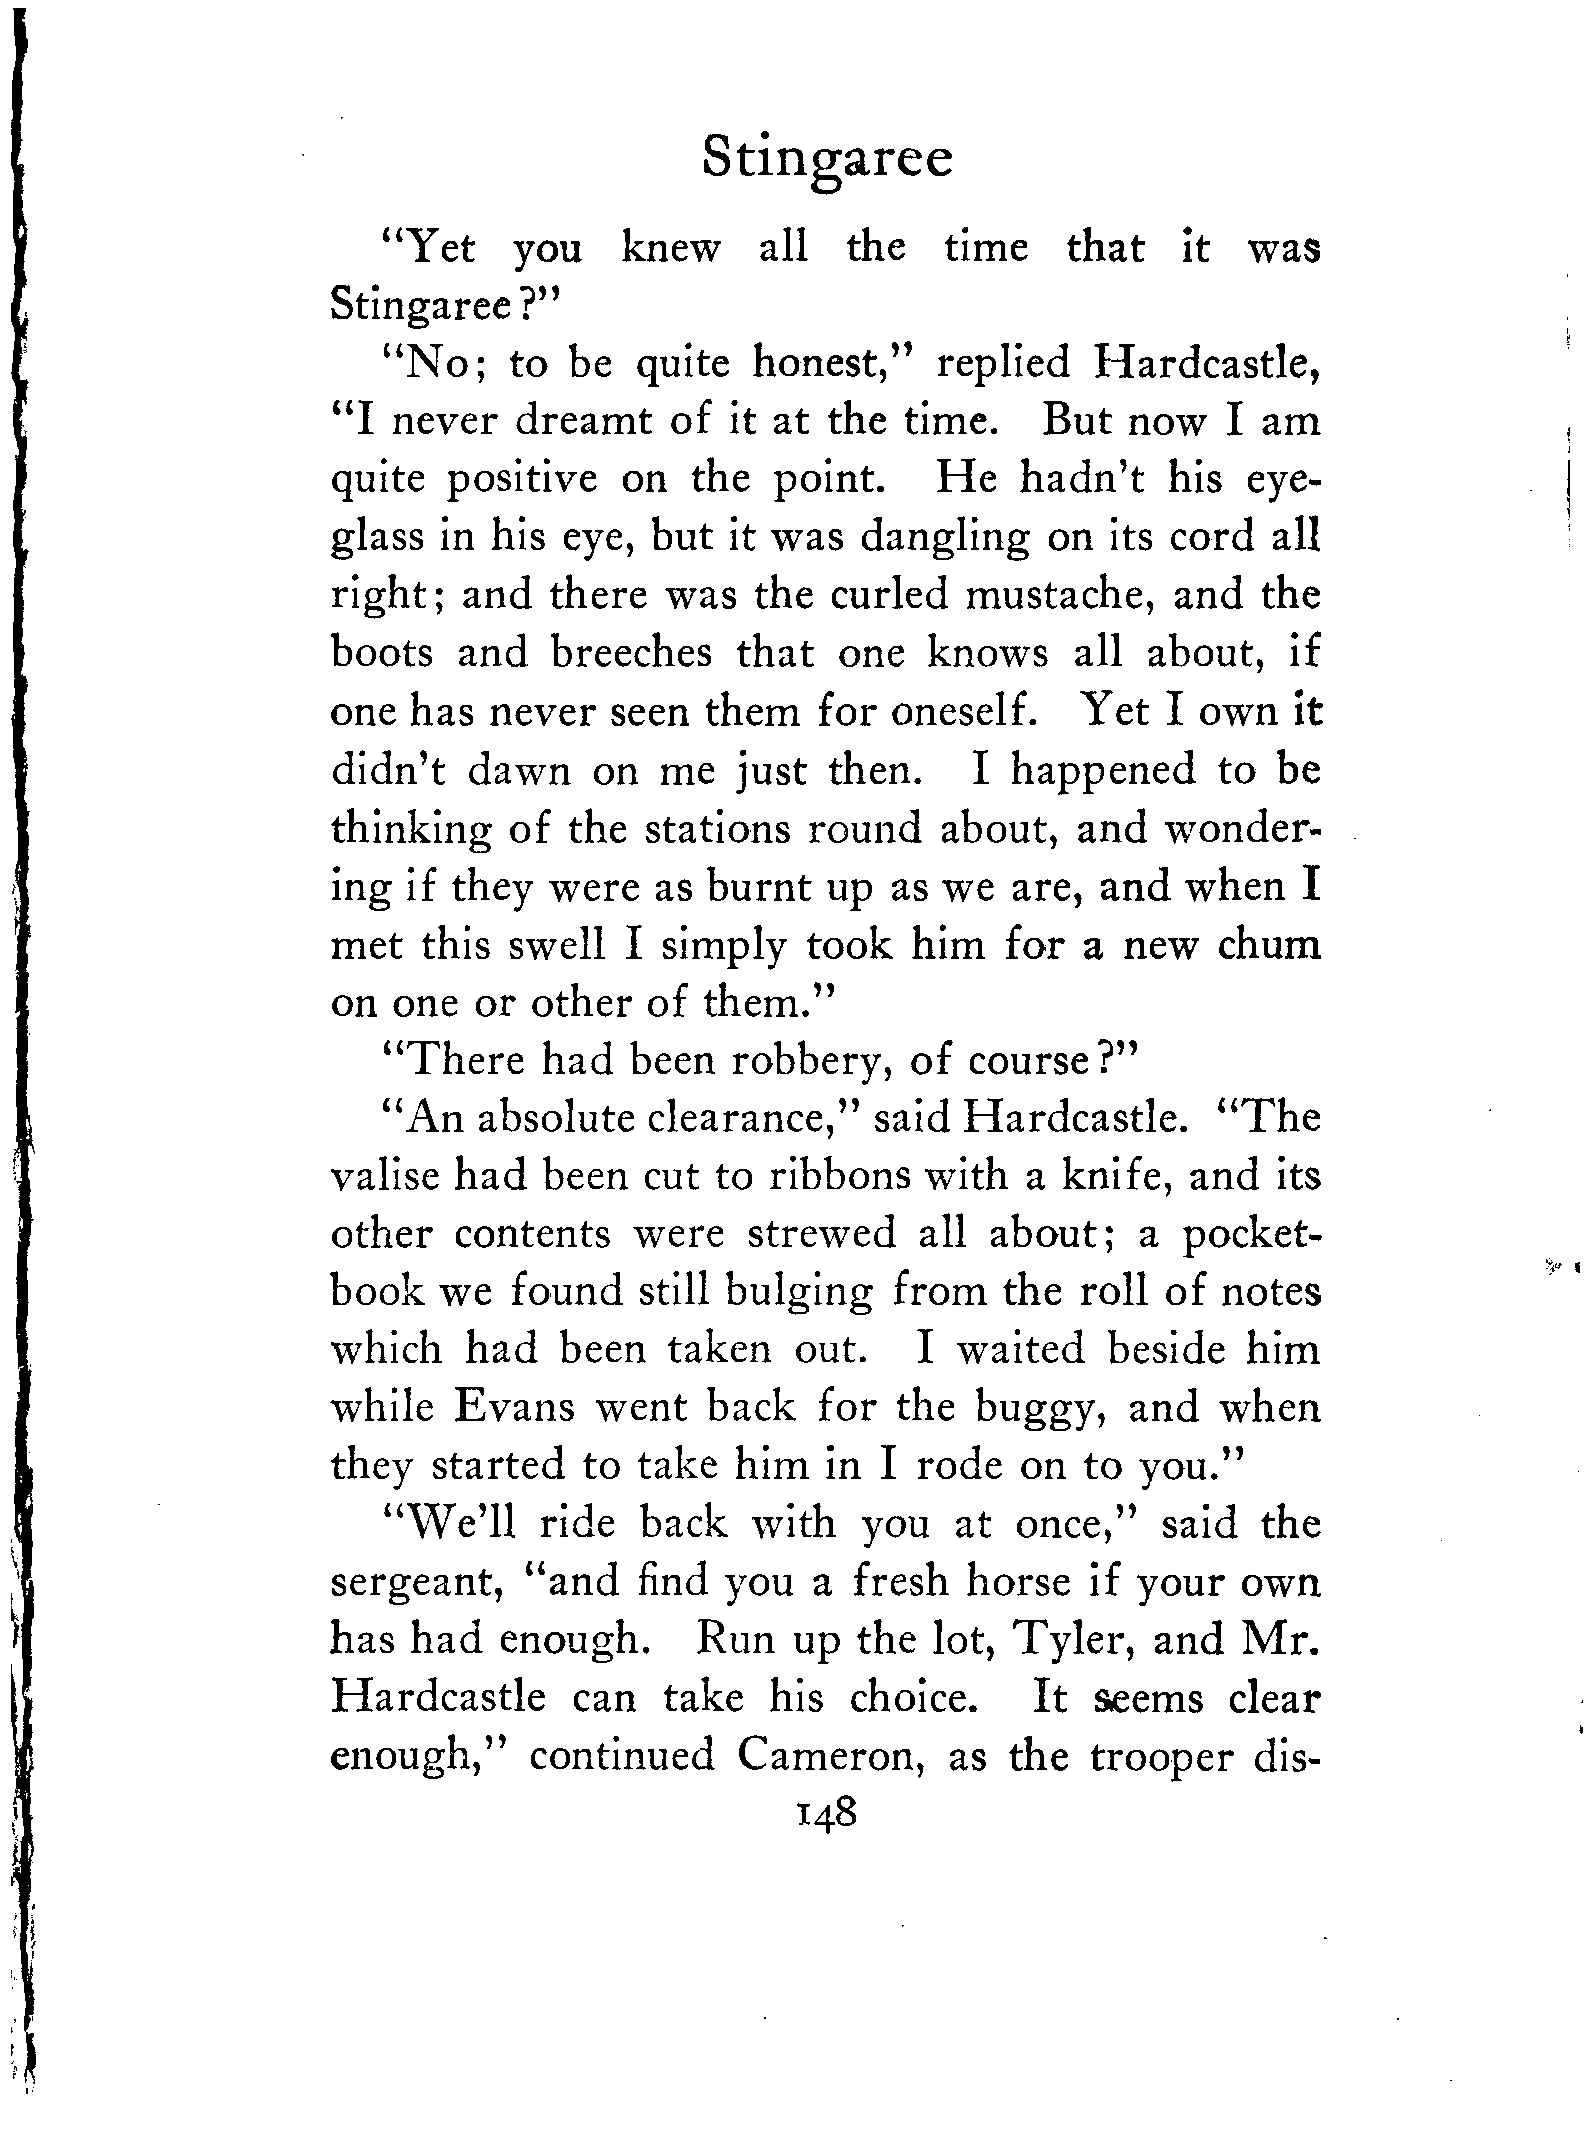 Stingaree
"Yet you knew all the time that it was
Stingaree?"
"No; to be quite honest," replied Hardcastle,
"I never dreamt of it at the time. But now I am
quite positive on the point. He hadn't his eye-
glass in his eye, but it was dangling on its cord all
right; and there was the curled mustache, and the
boots and breeches that one knows all about, if
one has never seen them for oneself. Yet I own it
didn't dawn on me just then. I happened to be
thinking of the stations round about, and wonder-
ing if they were as burnt up as we are, and when I
met this swell I simply took him for a new chum
on one or other of them."
"There had been robbery, of course?"
"An absolute clearance," said Hardcastle. "The
valise had been cut to ribbons with a knife, and its
other contents were strewed all about; a pocket-
book we found still bulging from the roll of notes
which had been taken out. I waited beside him
while Evans went back for the buggy, and when
they started to take him in I rode on to you."
"We'll ride back with you at once," said the
sergeant, "and find you a fresh horse if your own
has had enough. Run up the lot, Tyler, and Mr.
Hardcastle can take his choice. It seems clear
enough," continued Cameron, as the trooper dis-
148